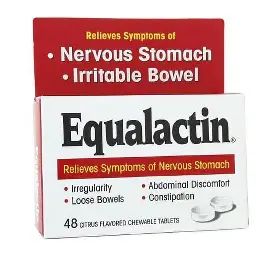 Relieves Symptoms of
• Nervous Stomach
• Irritable Bowel
Equalactin®
Relieves Symptoms of Nervous Stomach
• Irregularity • Abdominal Discomfort
• Loose Bowels • Constipation
48 CITRUS FLAVORED CHEWABLE TABLETS